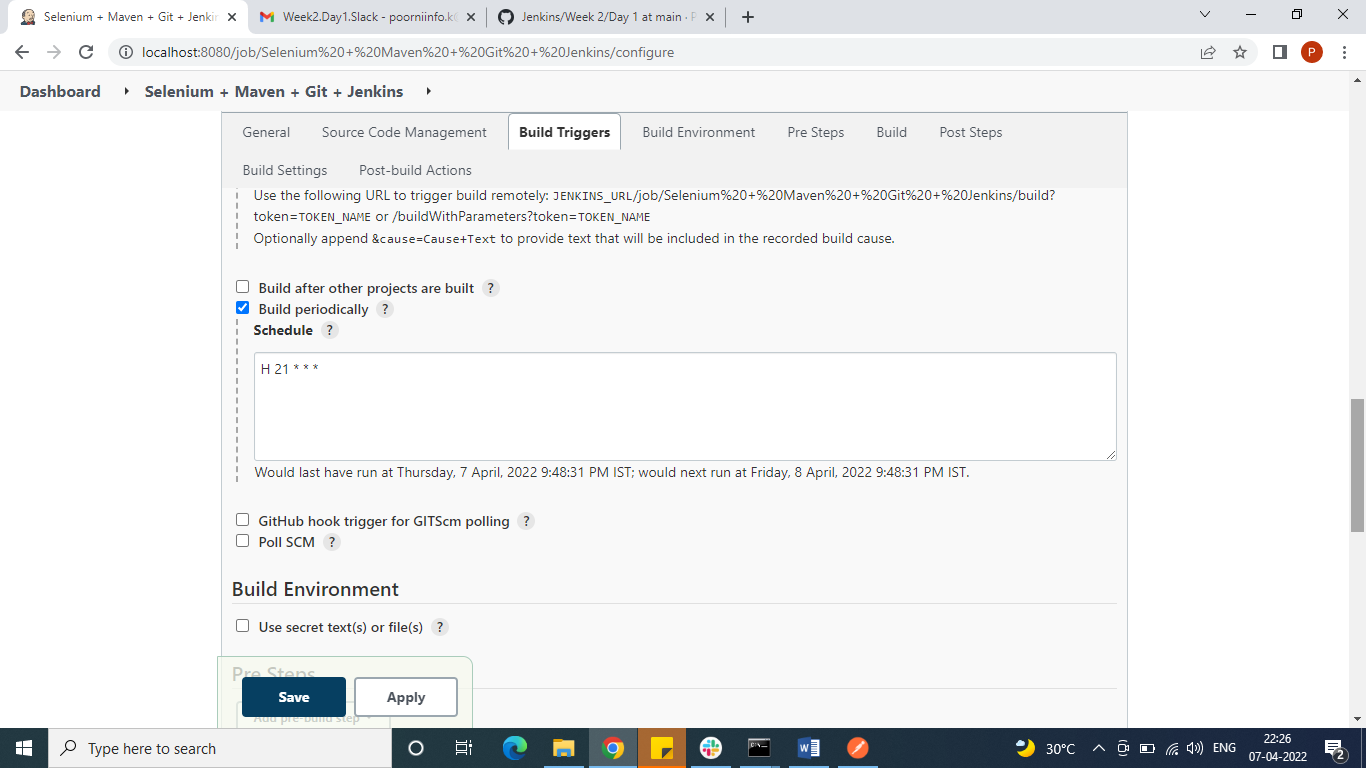 Selenium + Maven + Git + Jenkin
Week2.Day1.Slack - poorniinfo.k
Jenkins/Week 2/Day 1 at main · P
localhost:8080/job/Selenium%20+%20Maven%20+%20Git%20+%20Jenkins/configure
P
Dashboard
Selenium + Maven + Git + Jenkins
General
Source Code Management
Build Triggers
Build Environment
Pre Steps
Build
Post Steps
Build Settings
Post-build Actions
Use the following URL to trigger build remotely: JENKINS_URL/job/Selenium%20+%20Maven%20+%20Git%20+%20Jenkins/build?
token=TOKEN_NAME or /buildWithParameters?token=TOKEN_NAME
Optionally append &cause=Cause+Text to provide text that will be included in the recorded build cause.
Build after other projects are built ?
Build periodically ?
Schedule ?
H 21 * * *
Would last have run at Thursday, 7 April, 2022 9:48:31 PM IST; would next run at Friday, 8 April, 2022 9:48:31 PM IST.
GitHub hook trigger for GITScm polling ?
Poll SCM ?
Build Environment
Use secret text(s) or file(s) ?
Pre Steps
Save
Apply
Add pre-build step
Type here to search
30°C
ENG
22:26
07-04-2022
2